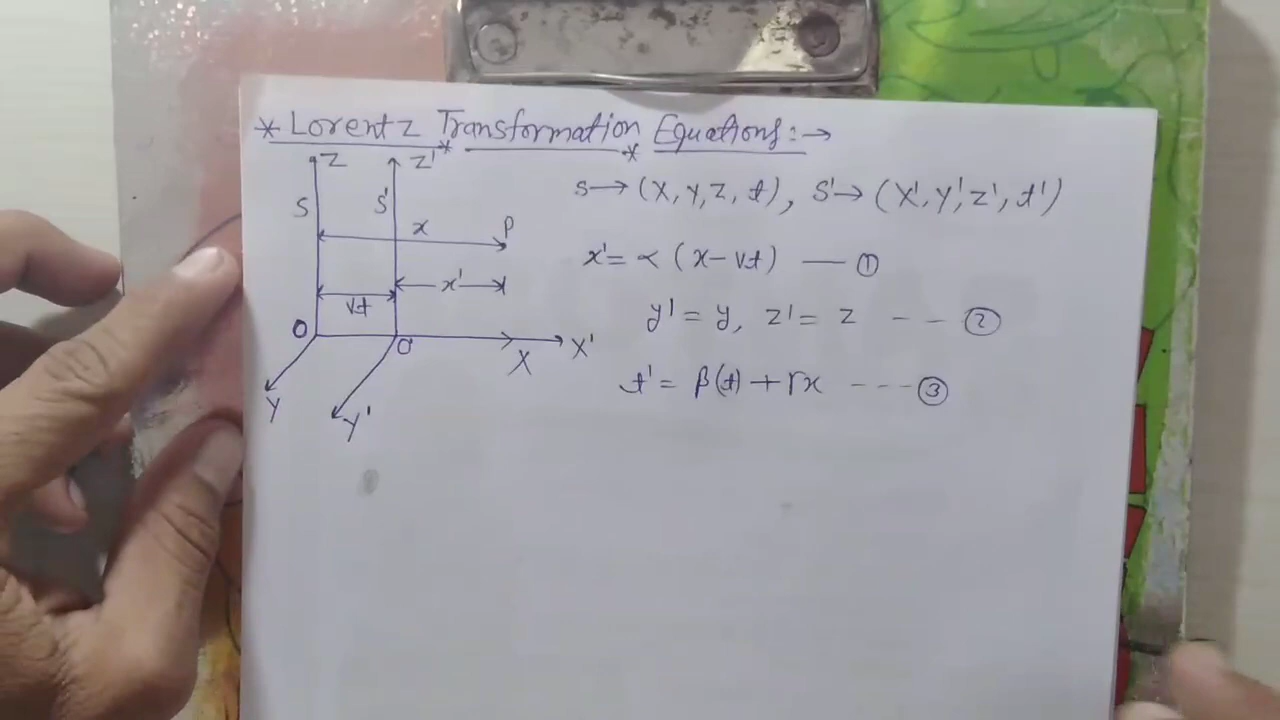 * Lorentz Transformation Equations :→
Z Z'
S S'
S → (X, Y, Z, t), S' → (X', Y', Z', t')
x P
x' = α (x - vt) — ①
x'
vt
y' = y, z' = z - - ②
O O' X X'
t' = β(t) + γx - - - - ③
Y Y'